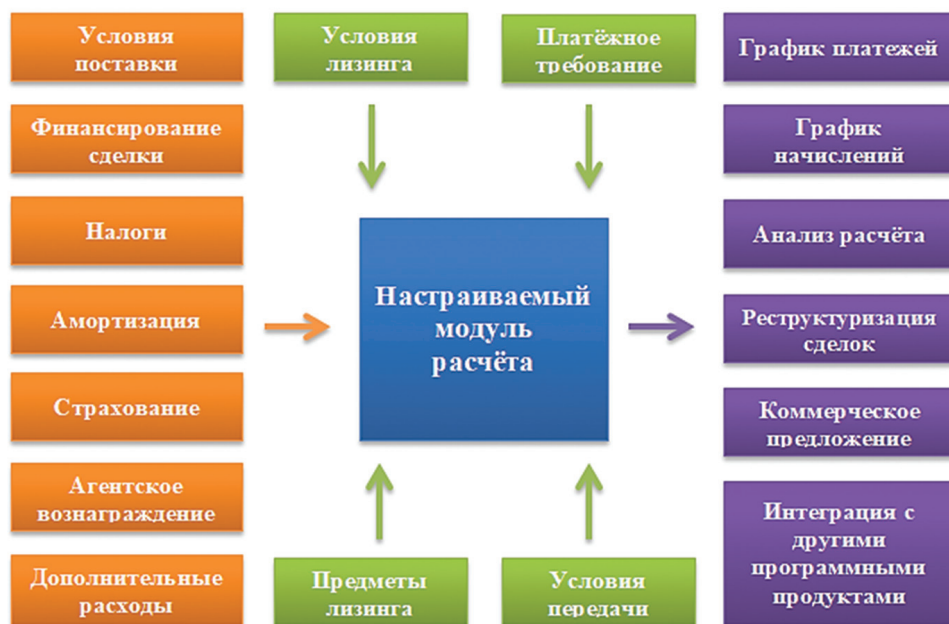 Условия
поставки
Финансирование
сделки
Налоги
Амортизация
Страхование
Агентское
вознаграждение
Дополнительные
расходы
Условия
лизинга
Платёжное
требование
Настраиваемый
модуль
расчёта
Предметы
лизинга
Условия
передачи
График платежей
График
начислений
Анализ расчёта
Реструктуризация
сделок
Коммерческое
предложение
Интеграция с
другими
программными
продуктами